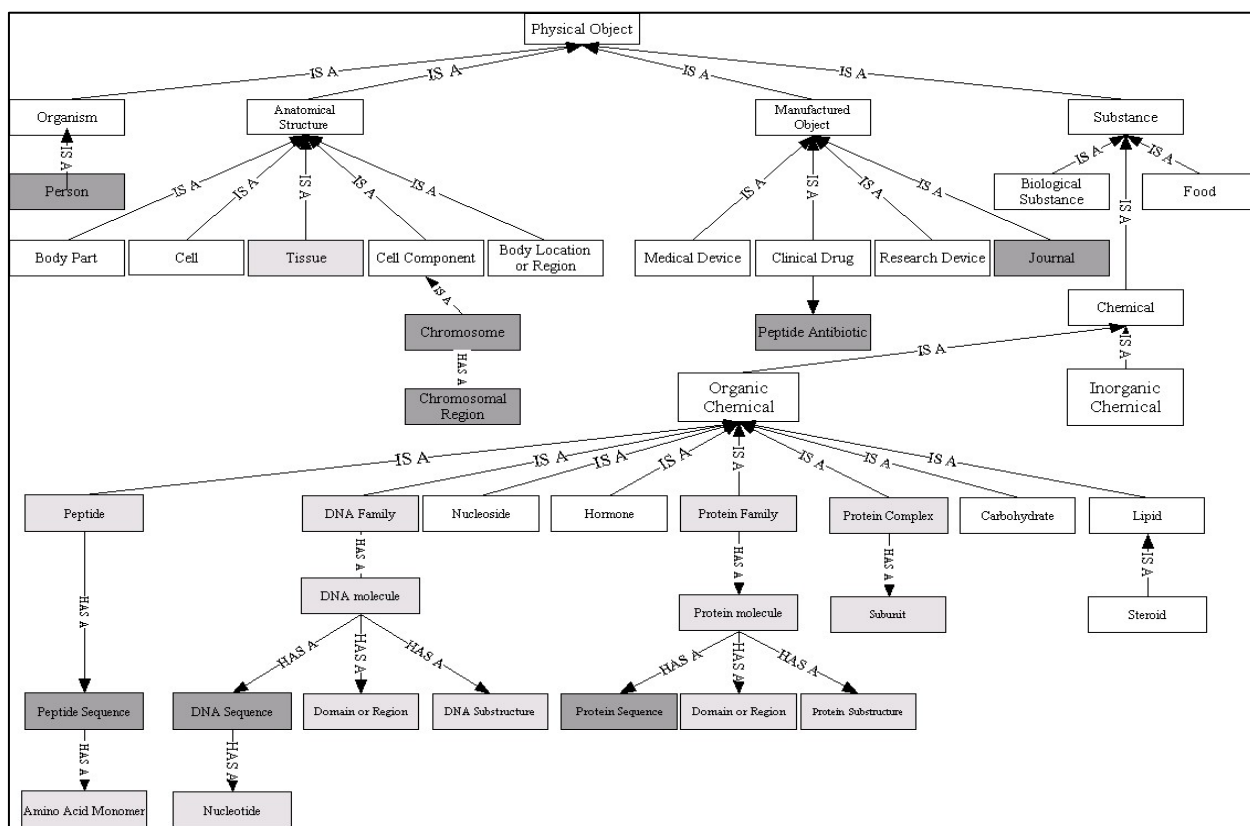 Physical Object
IS A
IS A
IS A
IS A
Organism
Anatomical
Structure
Manufactured
Object
Substance
IS A
IS A
IS A
IS A
IS A
IS A
IS A
IS A
IS A
IS A
IS A
IS A
IS A
Person
Biological
Substance
Food
IS A
Body Part
Cell
Tissue
Cell Component
Body Location
or Region
Medical Device
Clinical Drug
Research Device
Journal
IS A
Chemical
Chromosome
Peptide Antibiotic
HAS A
IS A
IS A
Chromosomal
Region
Organic
Chemical
Inorganic
Chemical
IS A
IS A
IS A
IS A
IS A
IS A
IS A
IS A
Peptide
DNA Family
Nucleoside
Hormone
Protein Family
Protein Complex
Carbohydrate
Lipid
HAS A
HAS A
HAS A
HAS A
IS A
DNA molecule
Protein molecule
Subunit
Steroid
HAS A
HAS A
HAS A
HAS A
HAS A
HAS A
Peptide Sequence
DNA Sequence
Domain or Region
DNA Substructure
Protein Sequence
Domain or Region
Protein Substructure
HAS A
HAS A
Amino Acid Monomer
Nucleotide